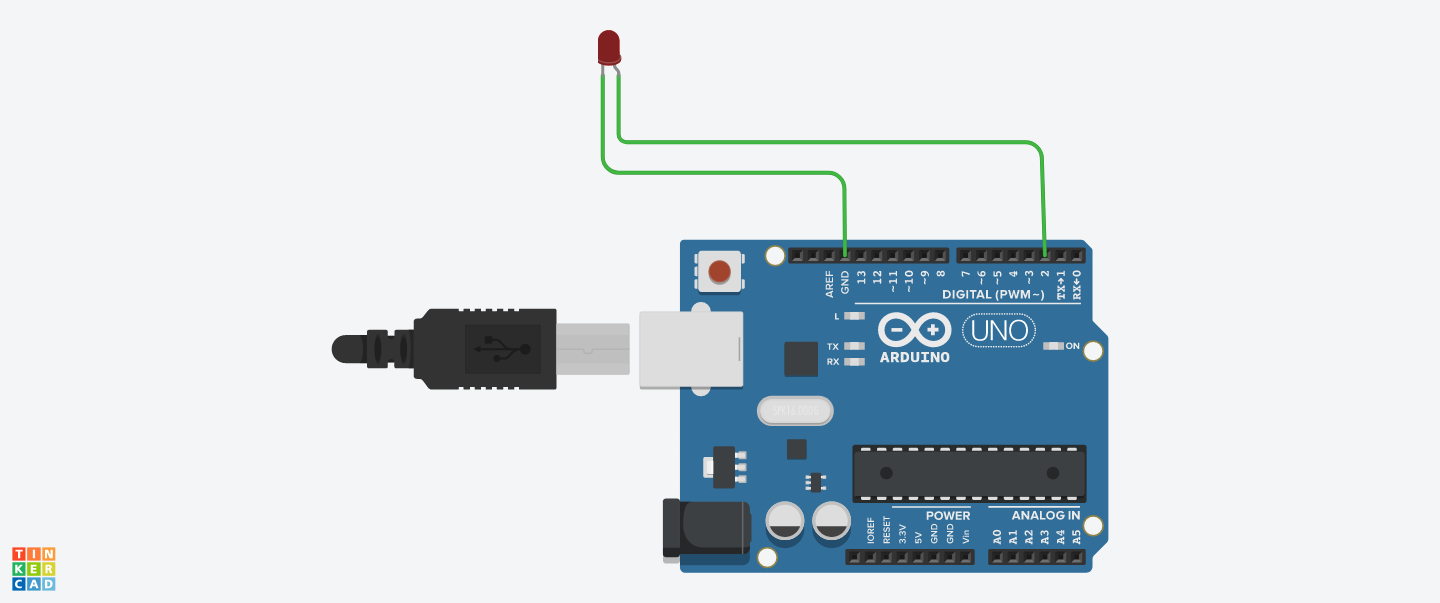 AREF
GND
13
12
~11
~10
~9
8
7
~6
~5
4
~3
2
TX→1
RX←0
DIGITAL (PWM~)
L
TX
RX
ARDUINO
UNO
ON
IOREF
RESET
3.3V
5V
GND
GND
Vin
POWER
ANALOG IN
A0
A1
A2
A3
A4
A5
TIN
KER
CAD